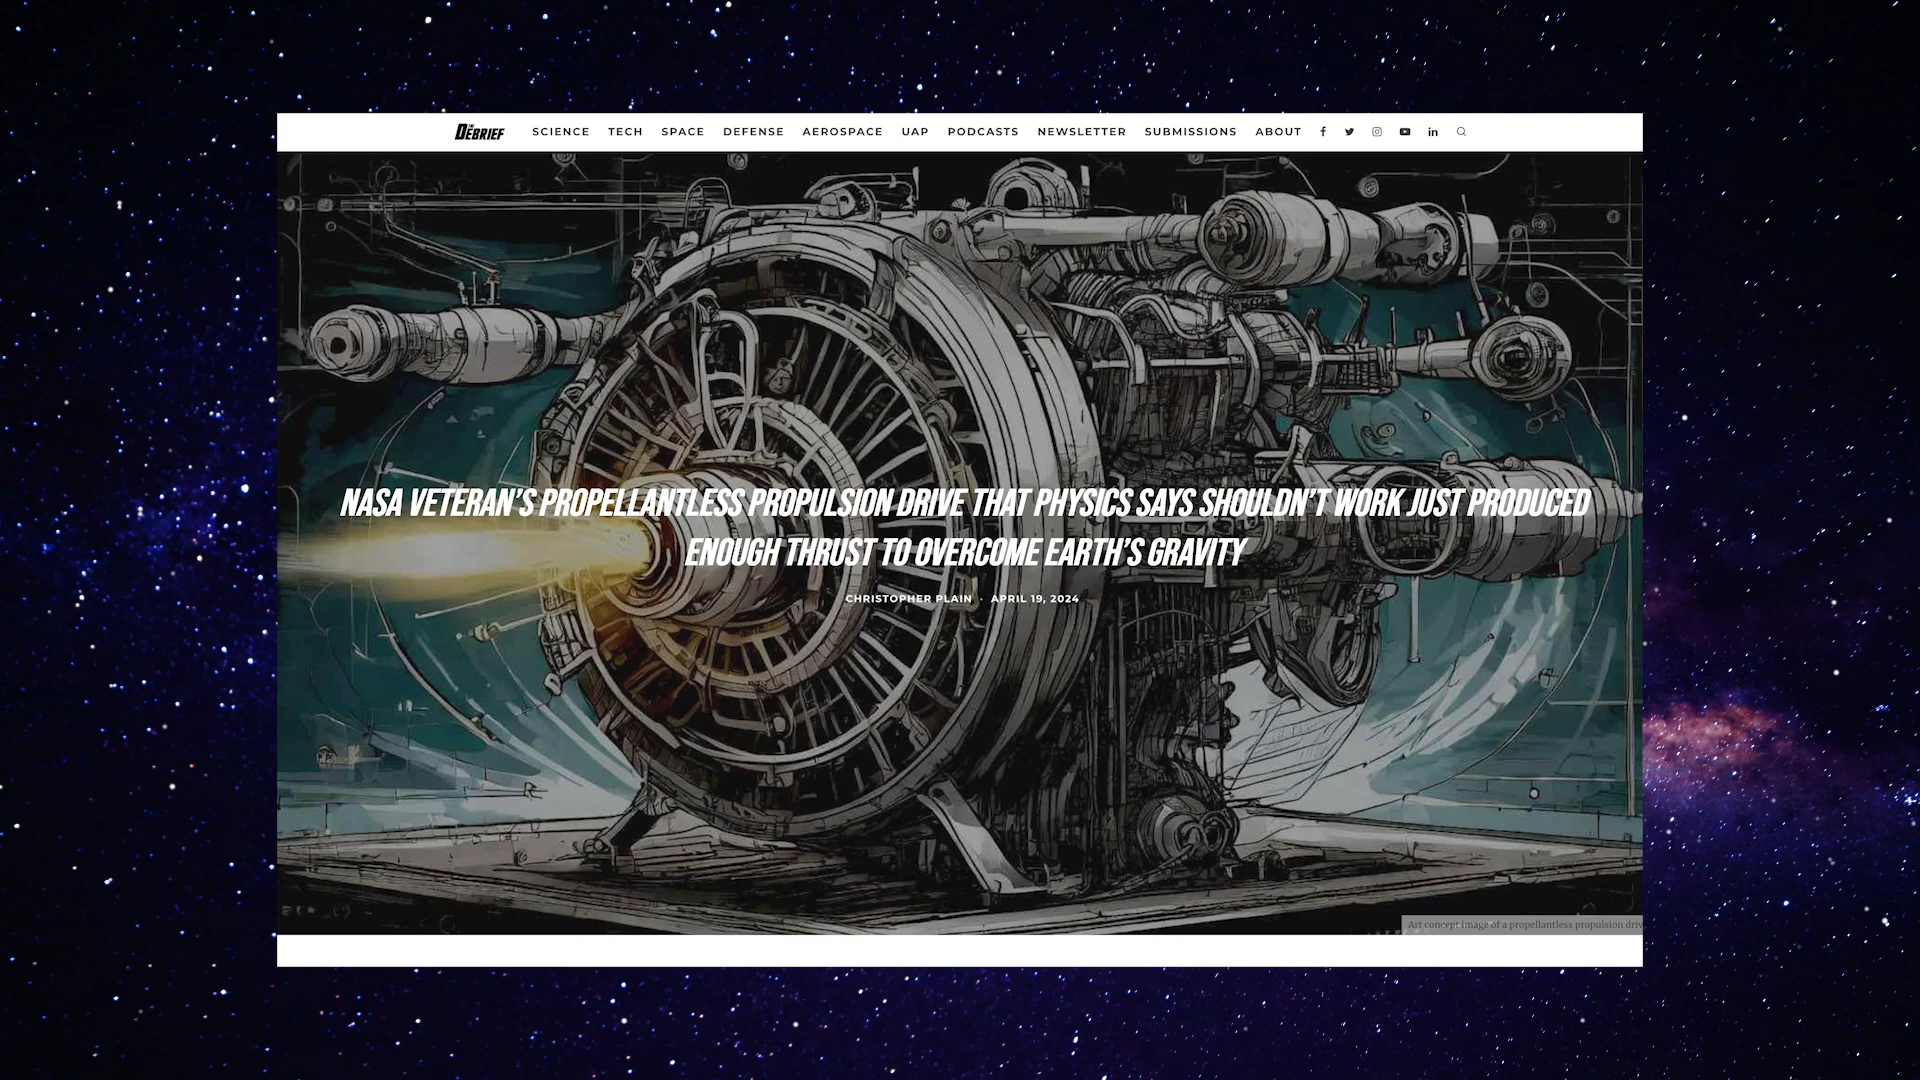 THE DEBRIEF SCIENCE TECH SPACE DEFENSE AEROSPACE UAP PODCASTS NEWSLETTER SUBMISSIONS ABOUT
NASA VETERAN'S PROPELLANTLESS PROPULSION DRIVE THAT PHYSICS SAYS SHOULDN'T WORK JUST PRODUCED
ENOUGH THRUST TO OVERCOME EARTH'S GRAVITY
CHRISTOPHER PLAIN · APRIL 19, 2024
Art concept image of a propellantless propulsion driv